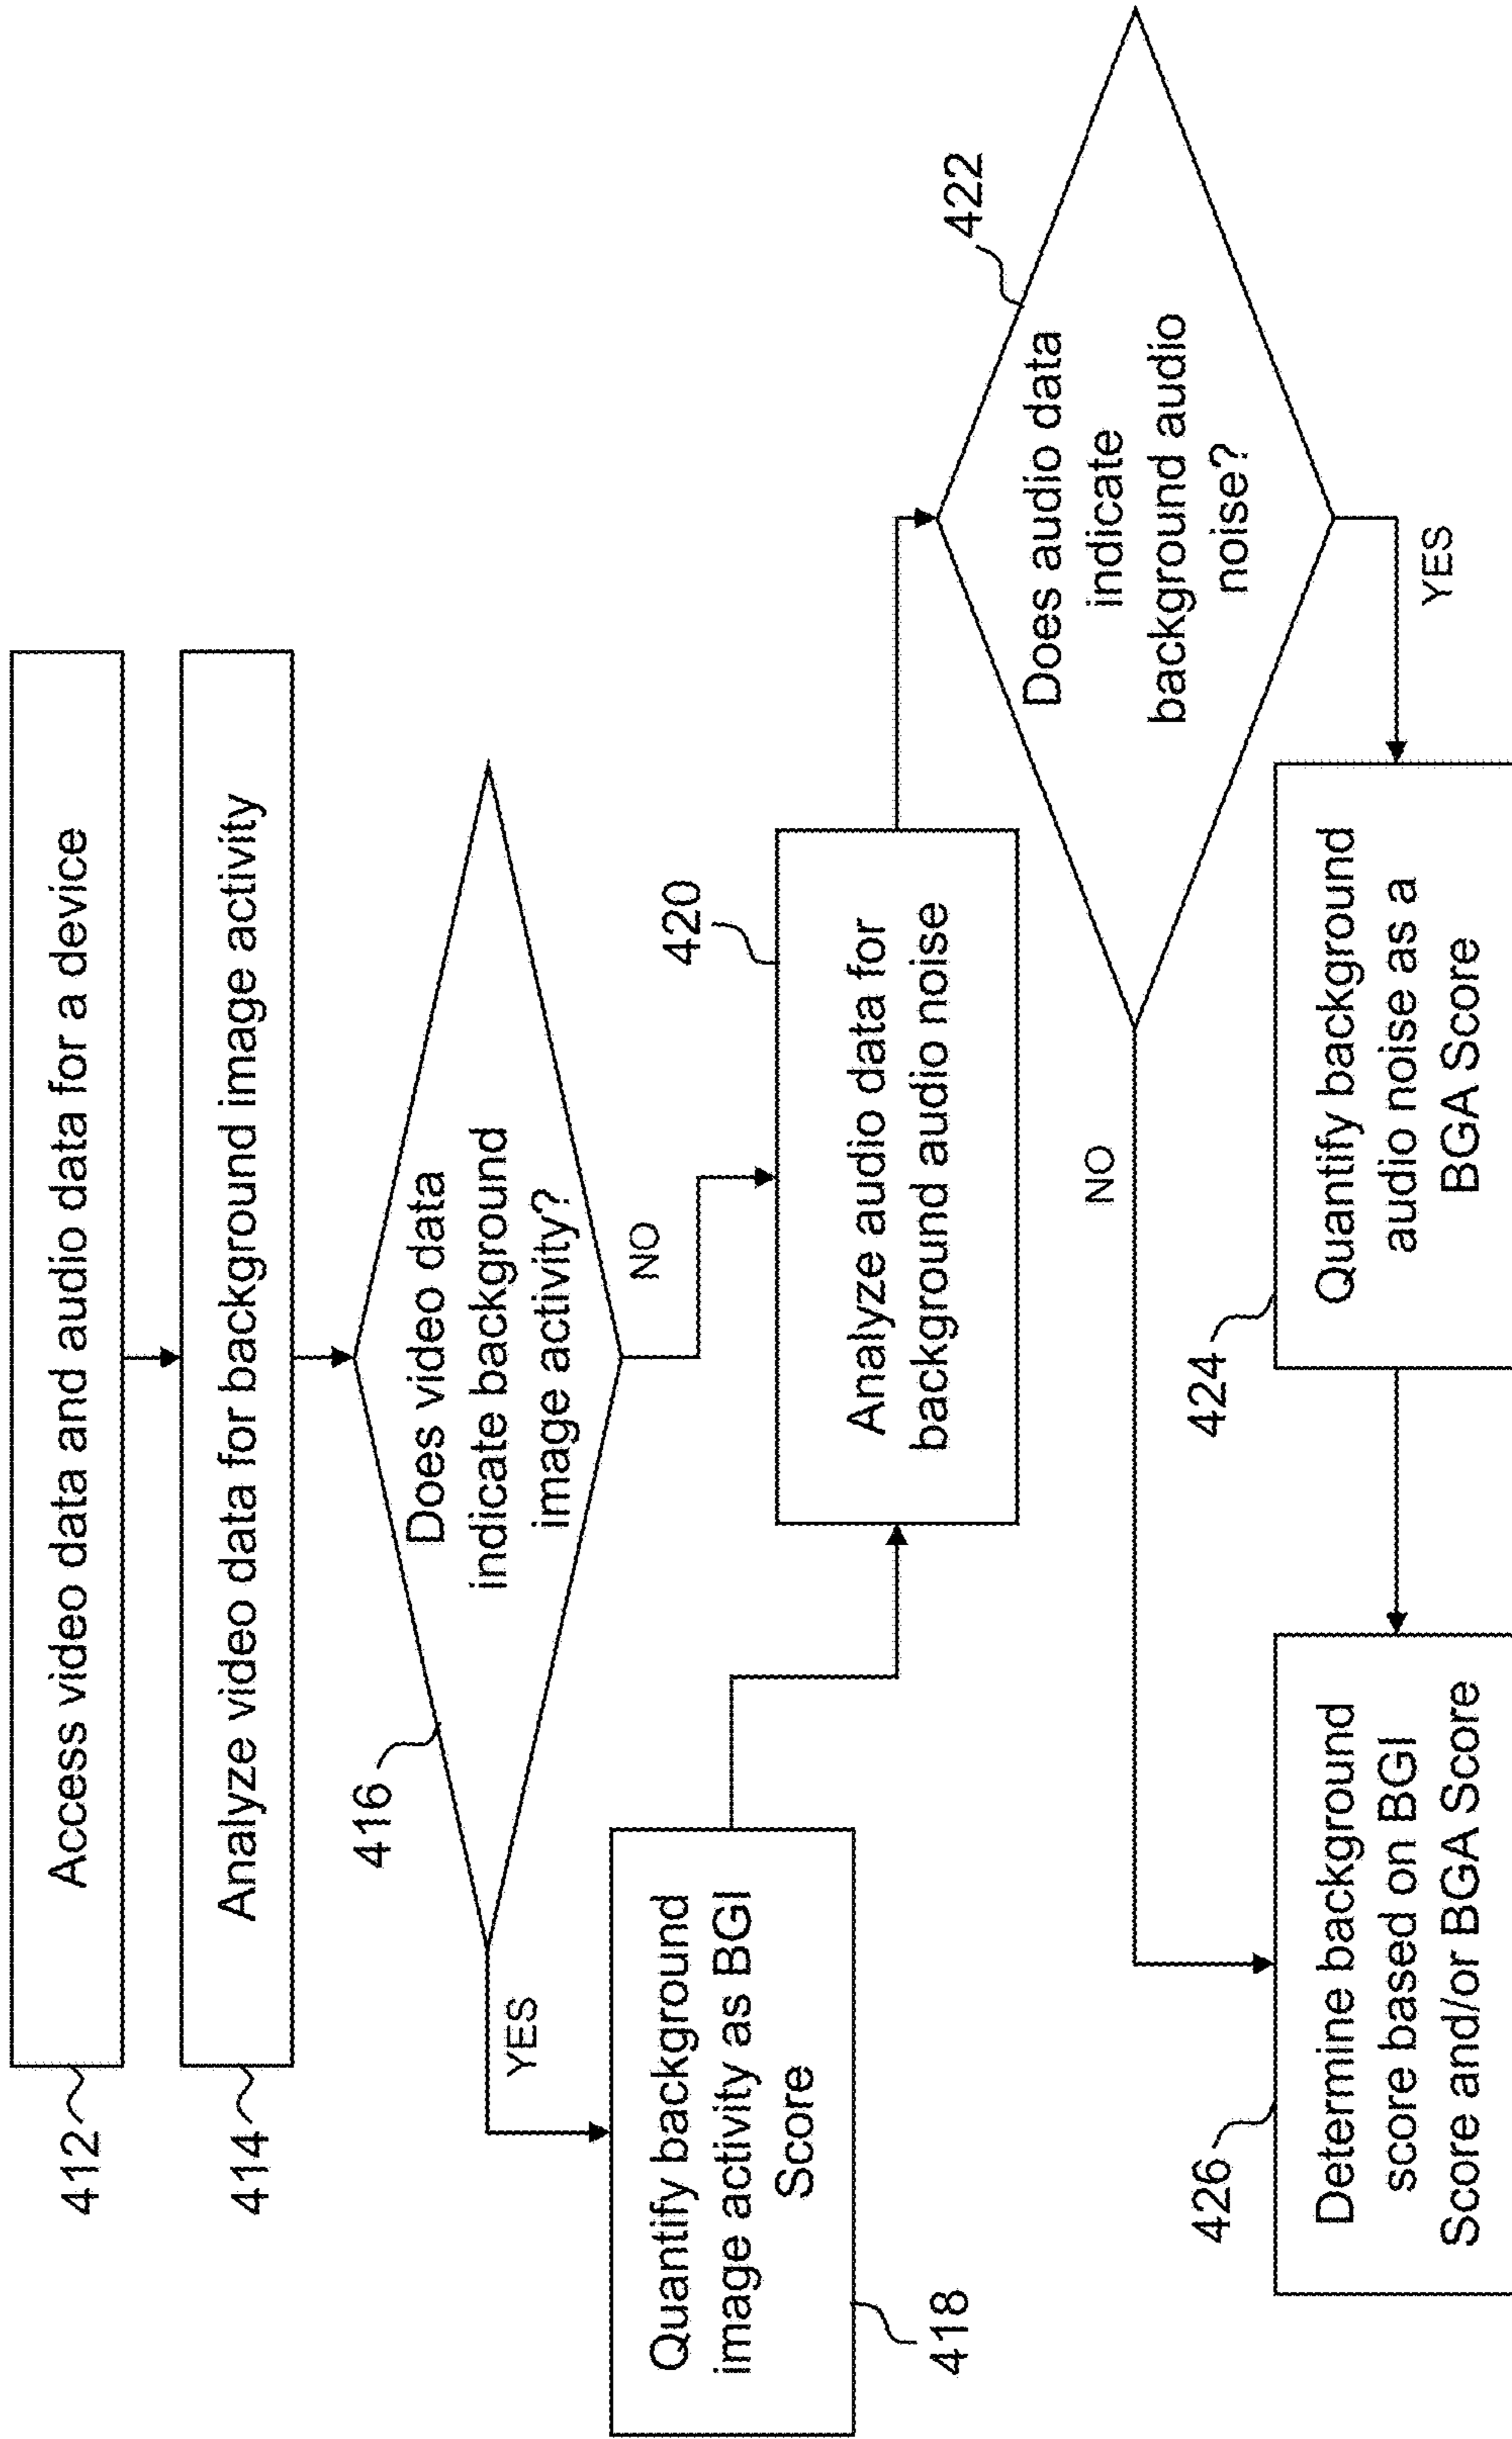 412
Access video data and audio data for a device
414
Analyze video data for background image activity
416
Does video data
indicate background
image activity?
YES
NO
Quantify background
image activity as BGI
Score
418
420
Analyze audio data for
background audio noise
422
Does audio data
indicate
background audio
noise?
NO
YES
424
Quantify background
audio noise as a
BGA Score
426
Determine background
score based on BGI
Score and/or BGA Score